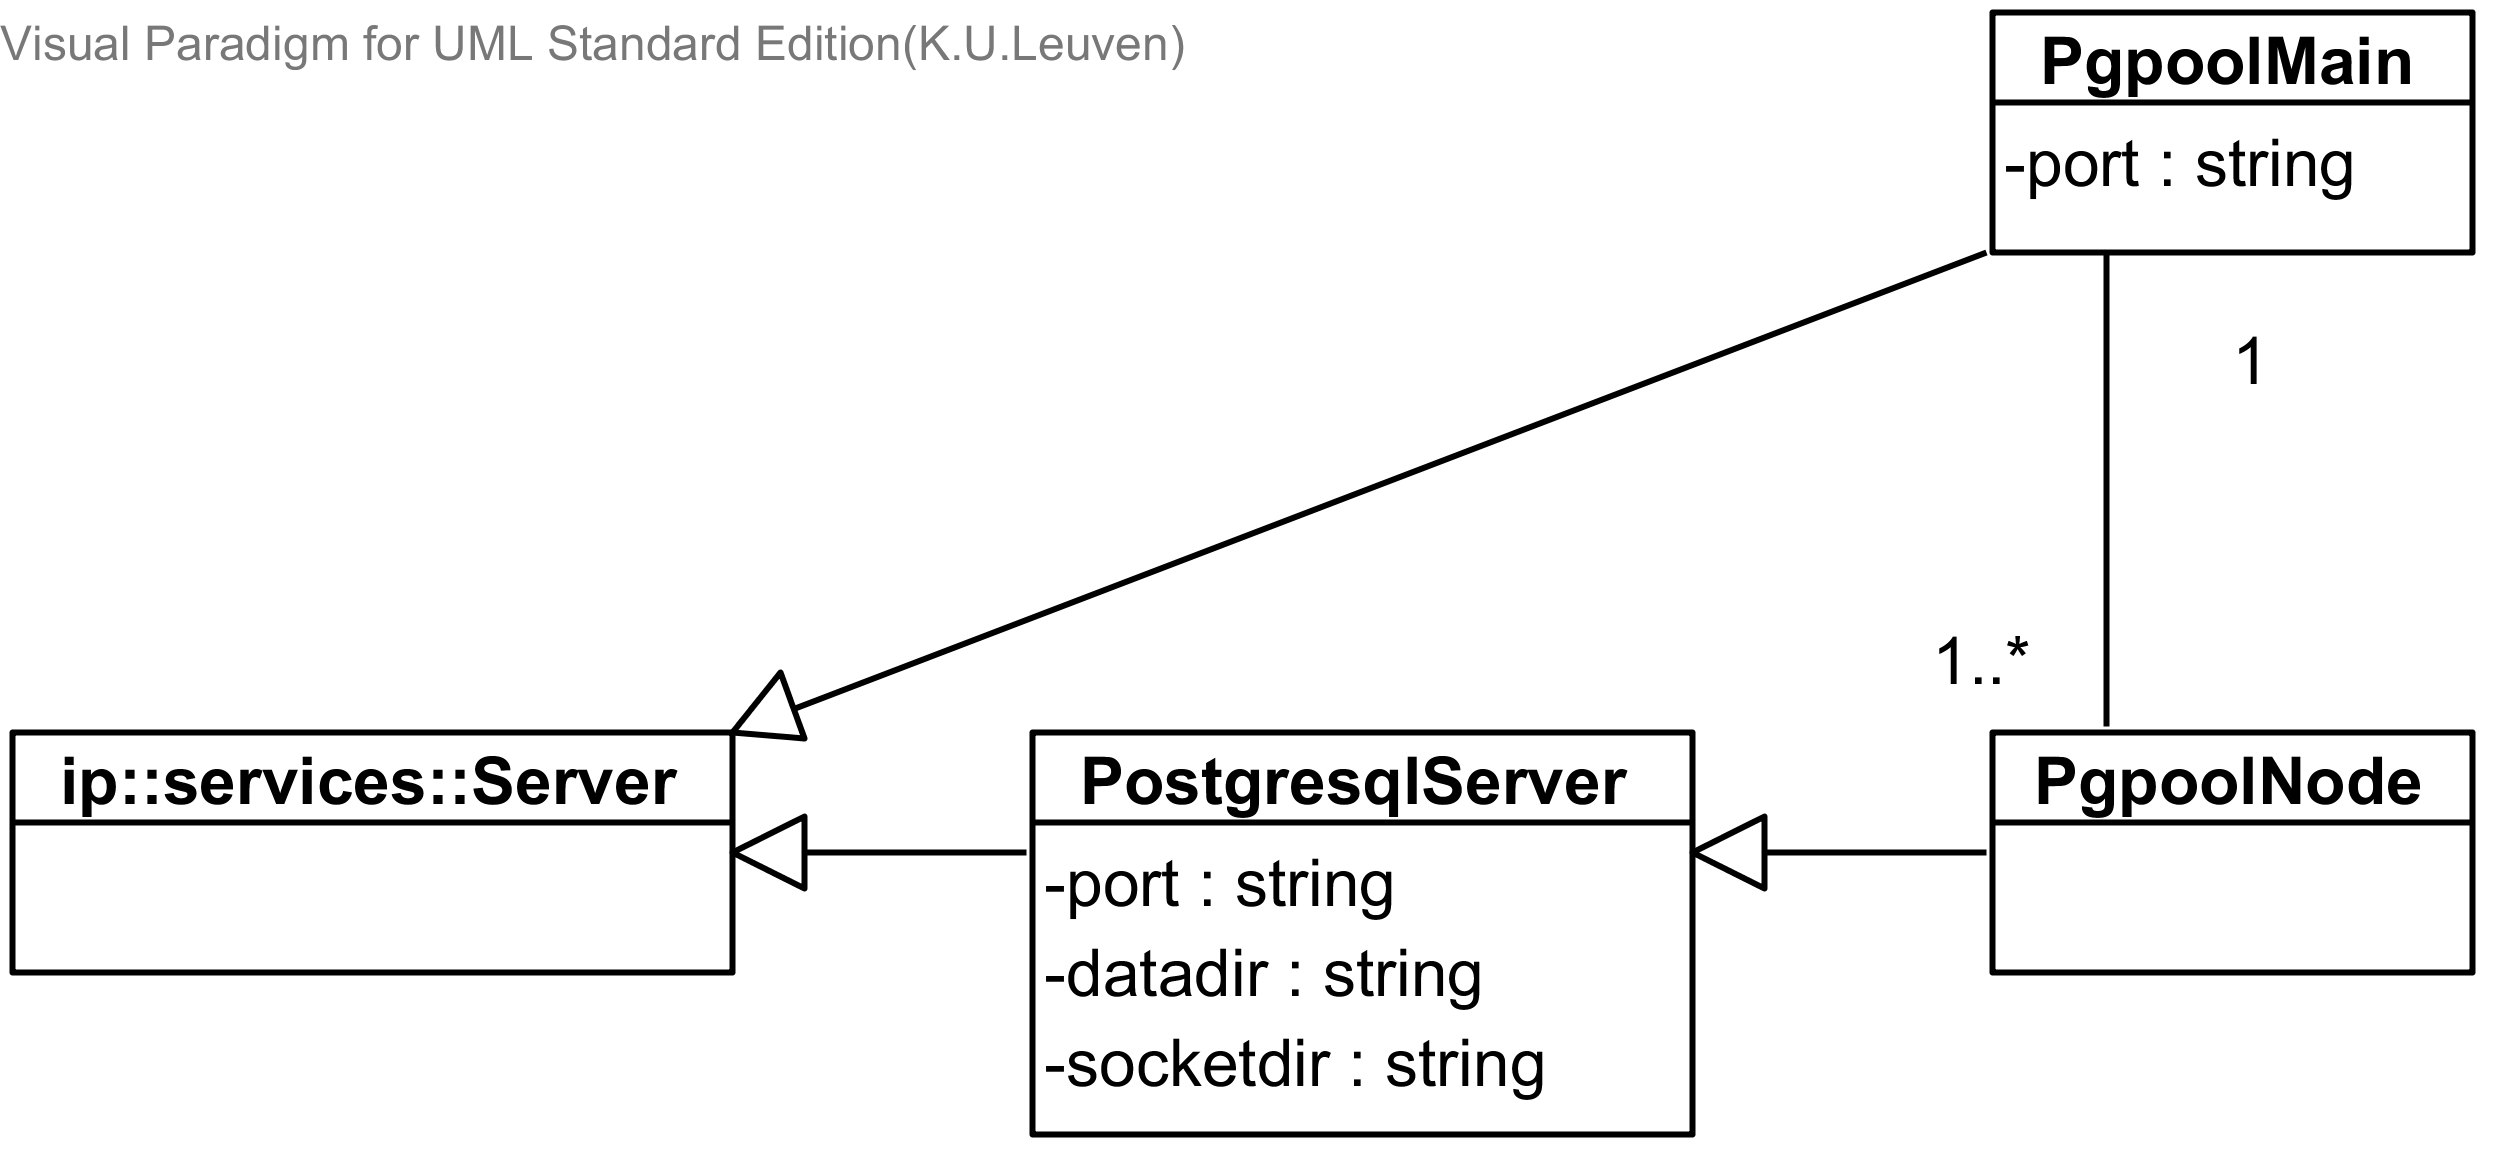 Visual Paradigm for UML Standard Edition(K.U.Leuven)
PgpoolMain
-port : string
1
1..*
ip::services::Server
PostgresqlServer
-port : string
-datadir : string
-socketdir : string
PgpoolNode